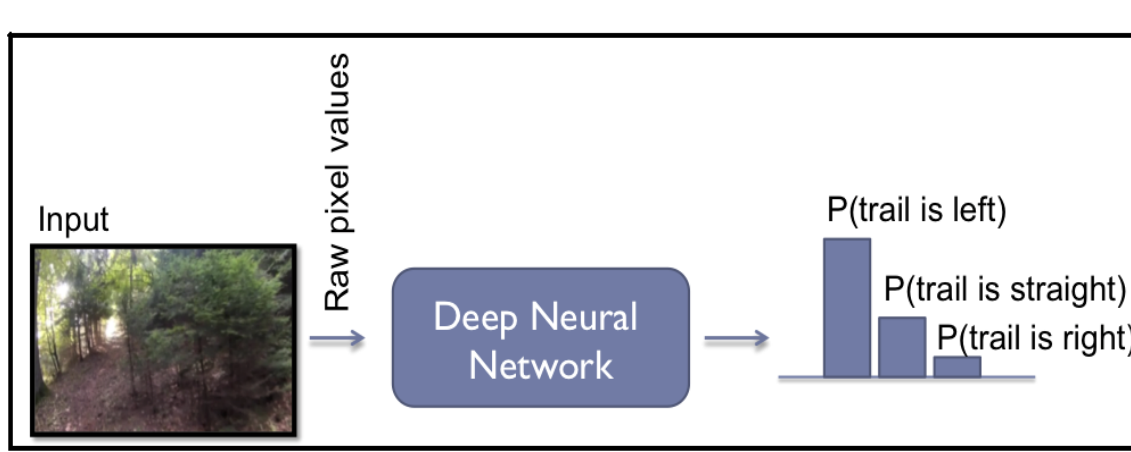 Input
Raw pixel values
Deep Neural
Network
P(trail is left)
P(trail is straight)
P(trail is right)